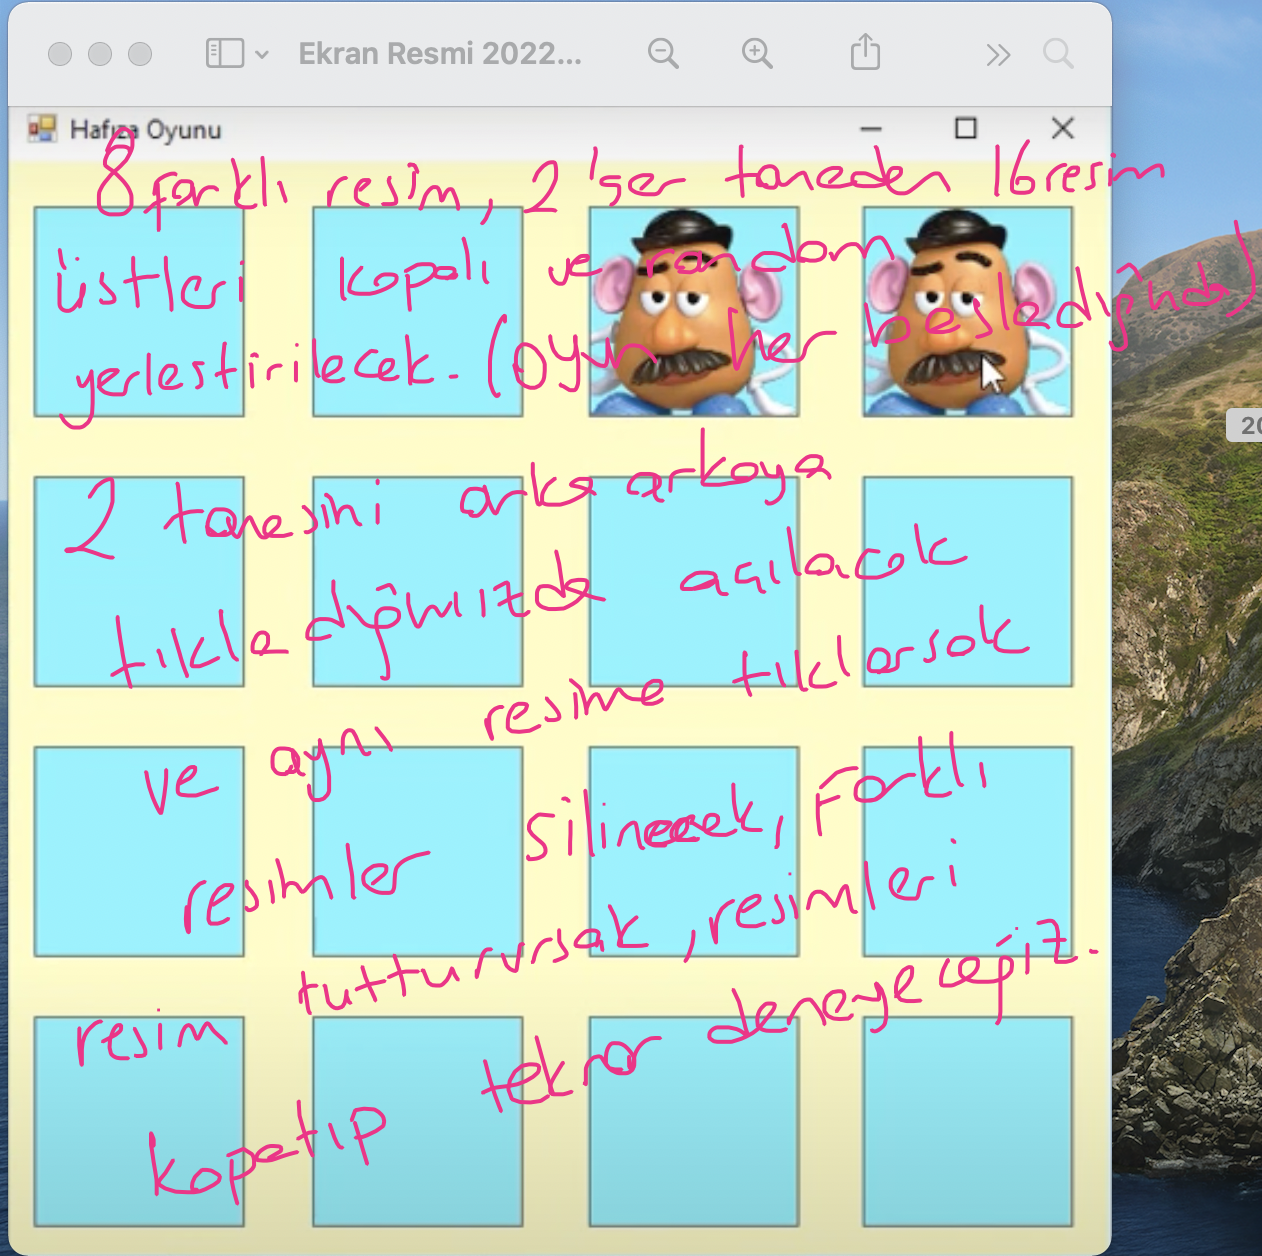 Ekran Resmi 2022...
Hafıza Oyunu
8 farklı resim, 2'şer taneden 16 resim
üstleri kapalı ve random
yerleştirilecek. (oyun her başladığında)
2 tanesini arka arkaya
tıkladığımızda açılacak
ve aynı resime tıklarsak
resimler silinecek, Farklı
resim tutturursak, resimleri
kapatıp tekrar deneyeceğiz.
20